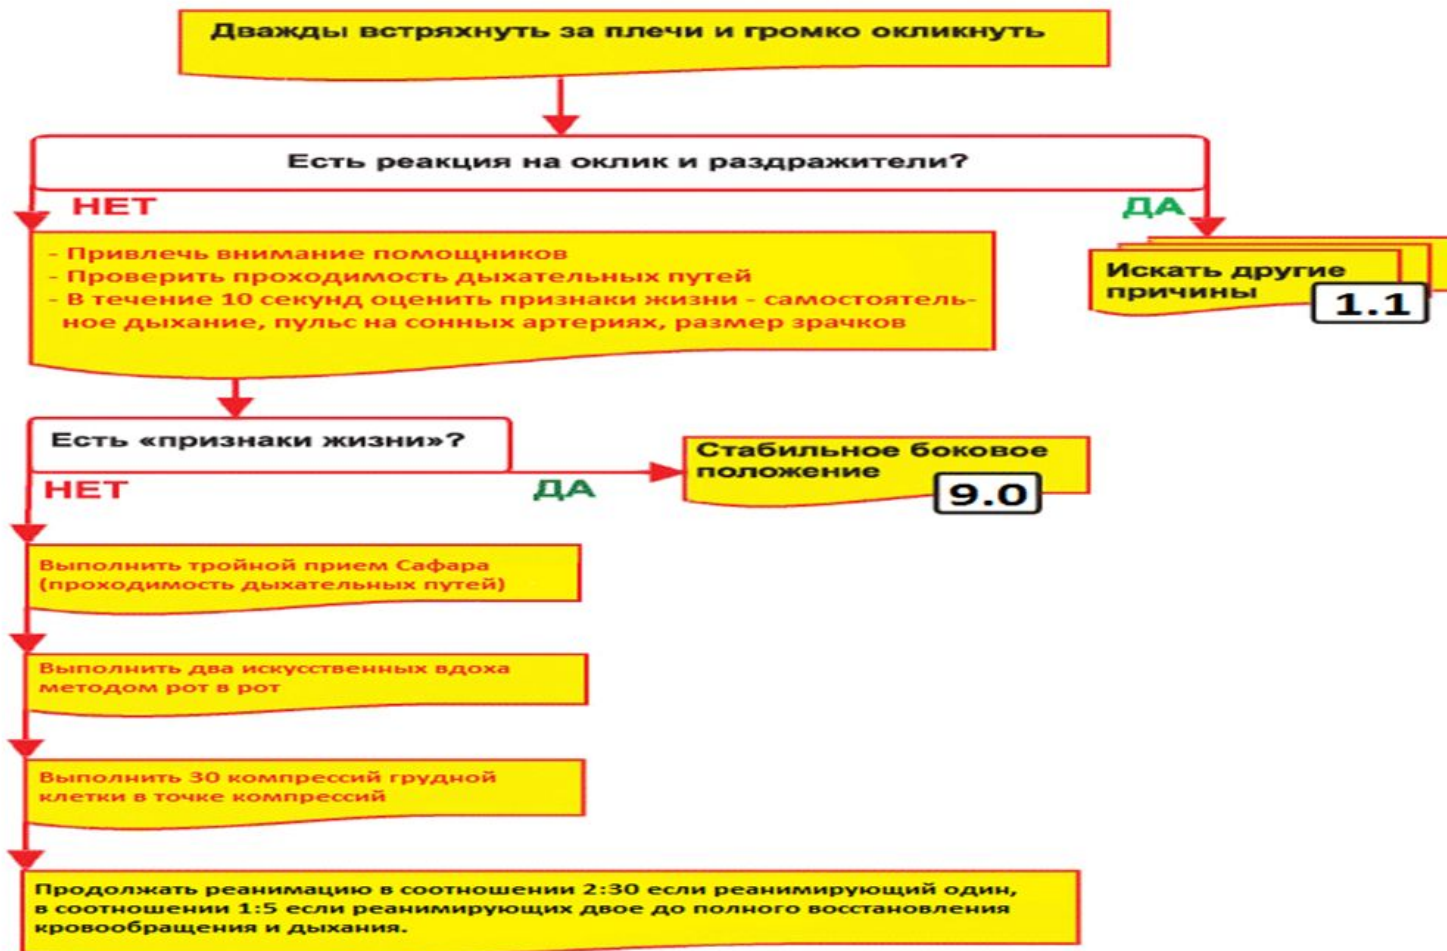 Дважды встряхнуть за плечи и громко окликнуть
Есть реакция на оклик и раздражители?
НЕТ
ДА
- Привлечь внимание помощников
- Проверить проходимость дыхательных путей
- В течение 10 секунд оценить признаки жизни - самостоятель-
ное дыхание, пульс на сонных артериях, размер зрачков
Искать другие
причины
1.1
Есть «признаки жизни»?
НЕТ
ДА
Стабильное боковое
положение
9.0
Выполнить тройной прием Сафара
(проходимость дыхательных путей)
Выполнить два искусственных вдоха
методом рот в рот
Выполнить 30 компрессий грудной
клетки в точке компрессий
Продолжать реанимацию в соотношении 2:30 если реанимирующий один,
в соотношении 1:5 если реанимирующих двое до полного восстановления
кровообращения и дыхания.